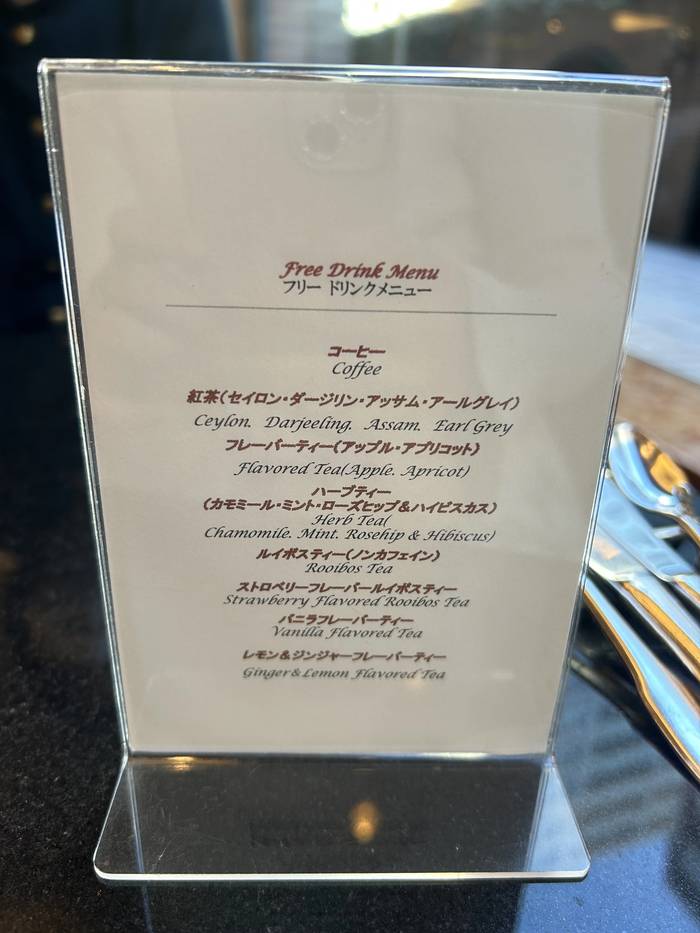 Free Drink Menu
フリー ドリンクメニュー
コーヒー
Coffee
紅茶(セイロン・ダージリン・アッサム・アールグレイ)
Ceylon. Darjeeling. Assam. Earl Grey
フレーバーティー(アップル・アプリコット)
Flavored Tea(Apple. Apricot)
ハーブティー
(カモミール・ミント・ローズヒップ&ハイビスカス)
Herb Tea(
Chamomile. Mint. Rosehip & Hibiscus)
ルイボスティー(ノンカフェイン)
Rooibos Tea
ストロベリーフレーバールイボスティー
Strawberry Flavored Rooibos Tea
バニラフレーバーティー
Vanilla Flavored Tea
レモン&ジンジャーフレーバーティー
Ginger&Lemon Flavored Tea